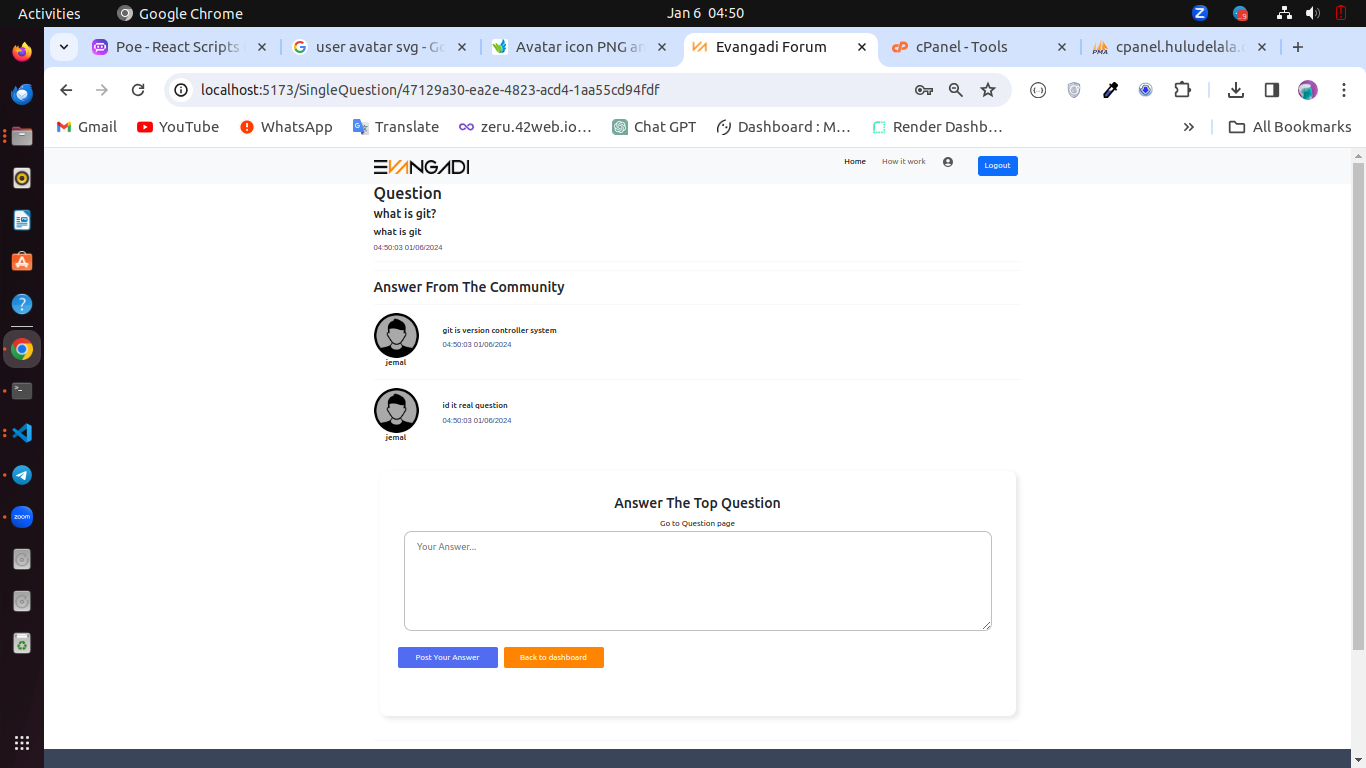 Activities Google Chrome Jan 6 04:50
Poe - React Scripts user avatar svg - Go Avatar icon PNG an Evangadi Forum cPanel - Tools cpanel.huludelala.c
localhost:5173/SingleQuestion/47129a30-ea2e-4823-acd4-1aa55cd94fdf
Gmail YouTube WhatsApp Translate zeru.42web.io... Chat GPT Dashboard : M... Render Dashb... » All Bookmarks
EVANGADI Home How it work Logout
Question
what is git?
what is git
04:50:03 01/06/2024
Answer From The Community
git is version controller system
04:50:03 01/06/2024
jemal
id it real question
04:50:03 01/06/2024
jemal
Answer The Top Question
Go to Question page
Your Answer...
Post Your Answer Back to dashboard
zoom